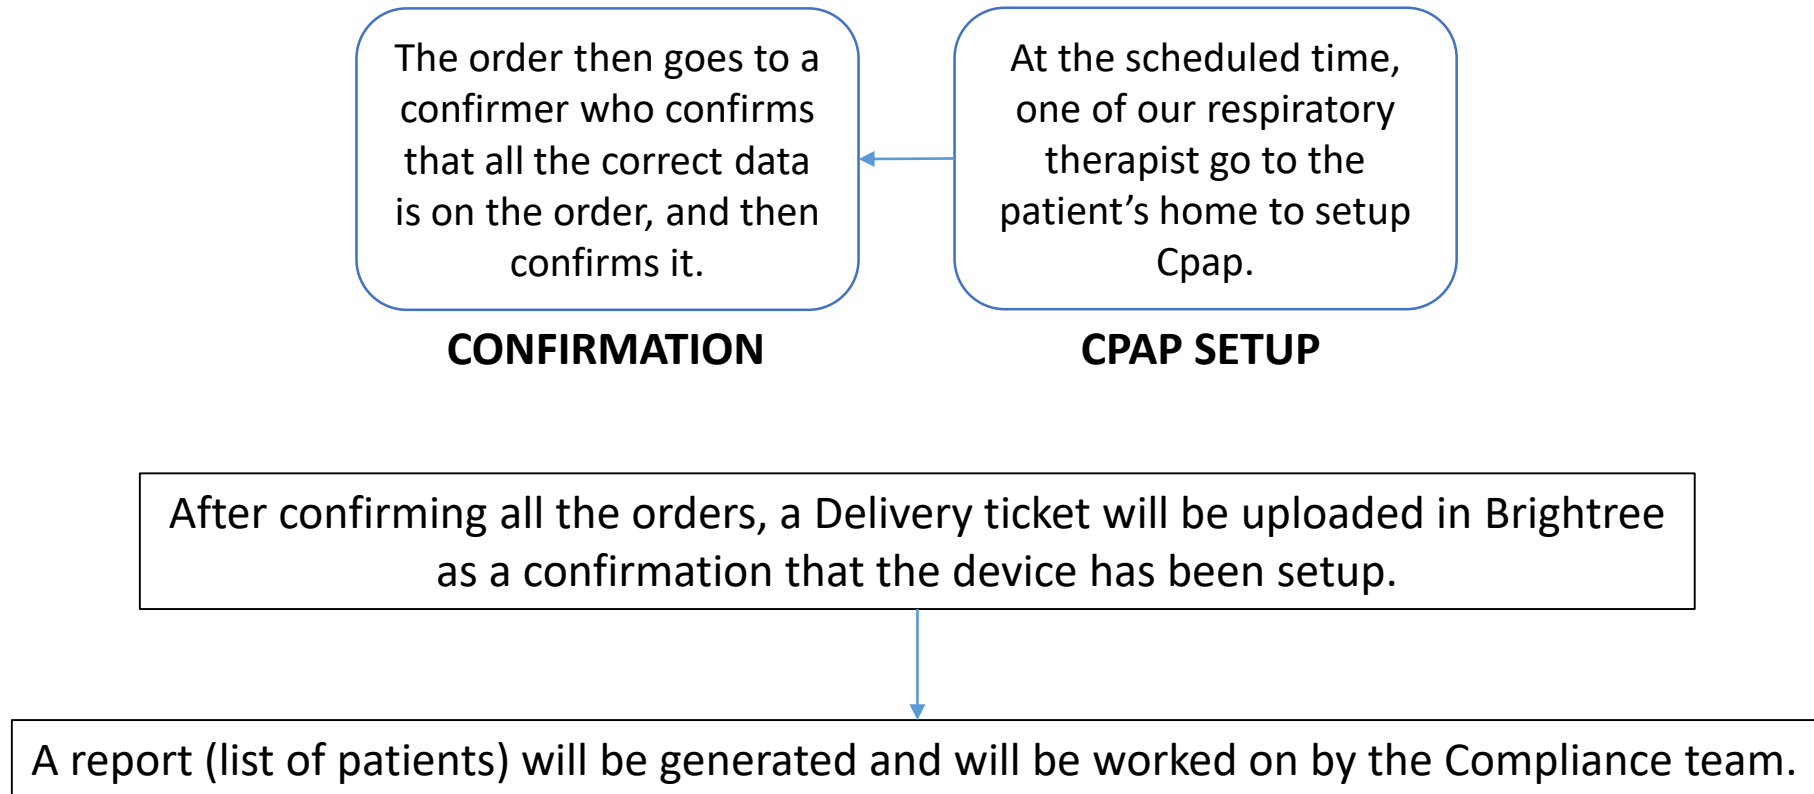 The order then goes to a
confirmer who confirms
that all the correct data
is on the order, and then
confirms it.
CONFIRMATION
At the scheduled time,
one of our respiratory
therapist go to the
patient’s home to setup
Cpap.
CPAP SETUP
After confirming all the orders, a Delivery ticket will be uploaded in Brightree
as a confirmation that the device has been setup.
A report (list of patients) will be generated and will be worked on by the Compliance team.